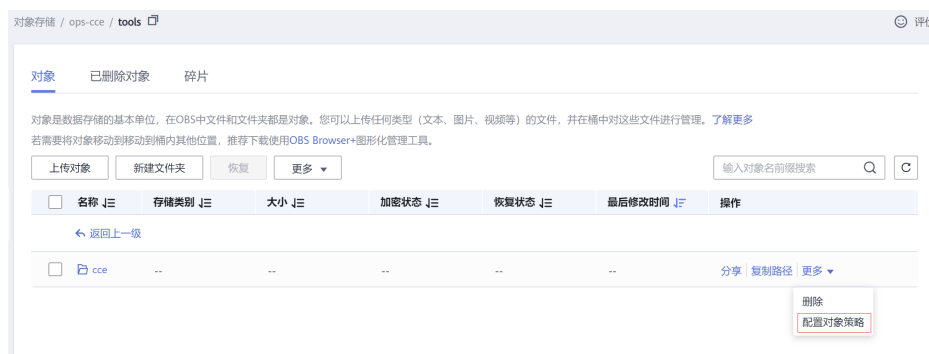 对象存储 / ops-cce / tools 评
对象 已删除对象 碎片
对象是数据存储的基本单位，在OBS中文件和文件夹都是对象。您可以上传任何类型（文本、图片、视频等）的文件，并在桶中对这些文件进行管理。了解更多
若需要将对象移动到移动到桶内其他位置，推荐下载使用OBS Browser+图形化管理工具。
上传对象 新建文件夹 恢复 更多 输入对象名前缀搜索
名称 存储类别 大小 加密状态 恢复状态 最后修改时间 操作
返回上一级
cce -- -- -- -- -- 分享 复制路径 更多
删除
配置对象策略